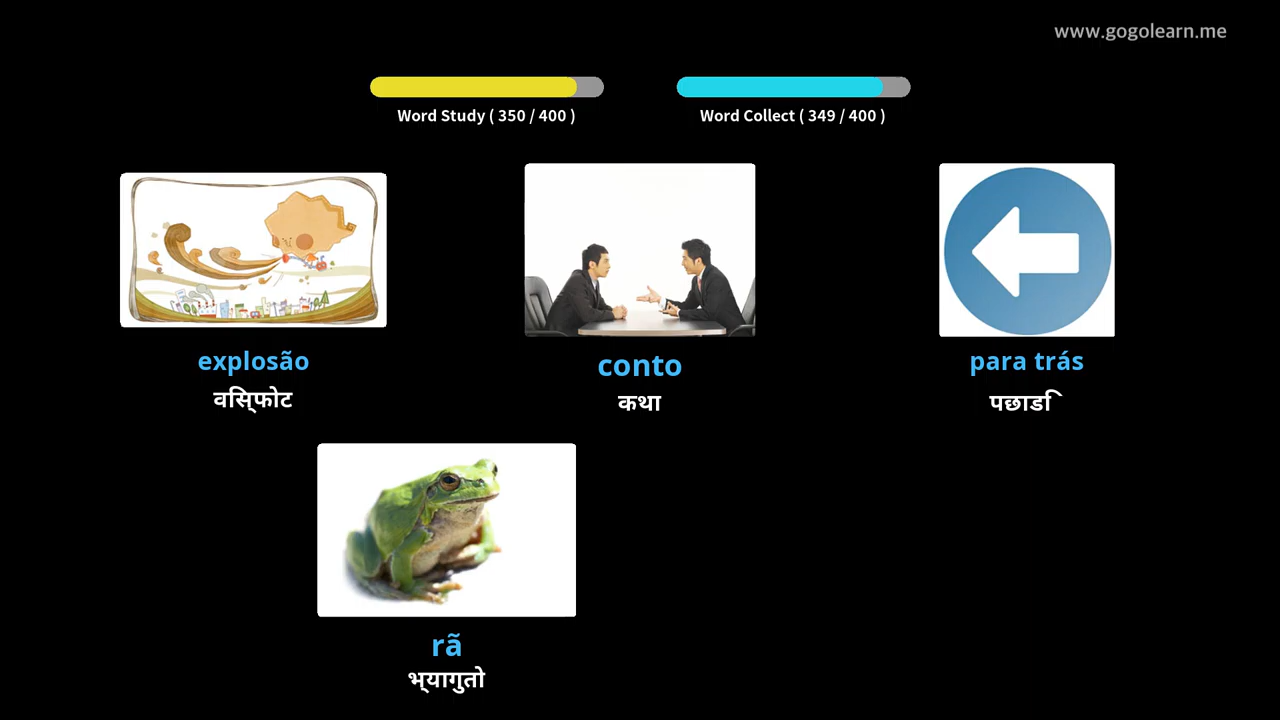 www.gogolearn.me
Word Study ( 350 / 400 )
Word Collect ( 349 / 400 )
explosão
विस्फोट
conto
कथा
para trás
पछाडि
rã
भ्यागुतो